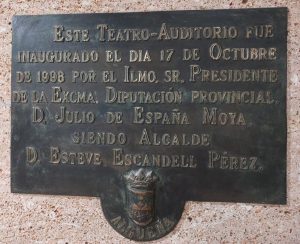 Este Teatro-Auditorio fue
inaugurado el dia 17 de Octubre
de 1998 por el Ilmo. Sr. Presidente
de la Excma. Diputación Provincial
D. Julio de España Moya
siendo Alcalde
D. Esteve Escandell Pérez.